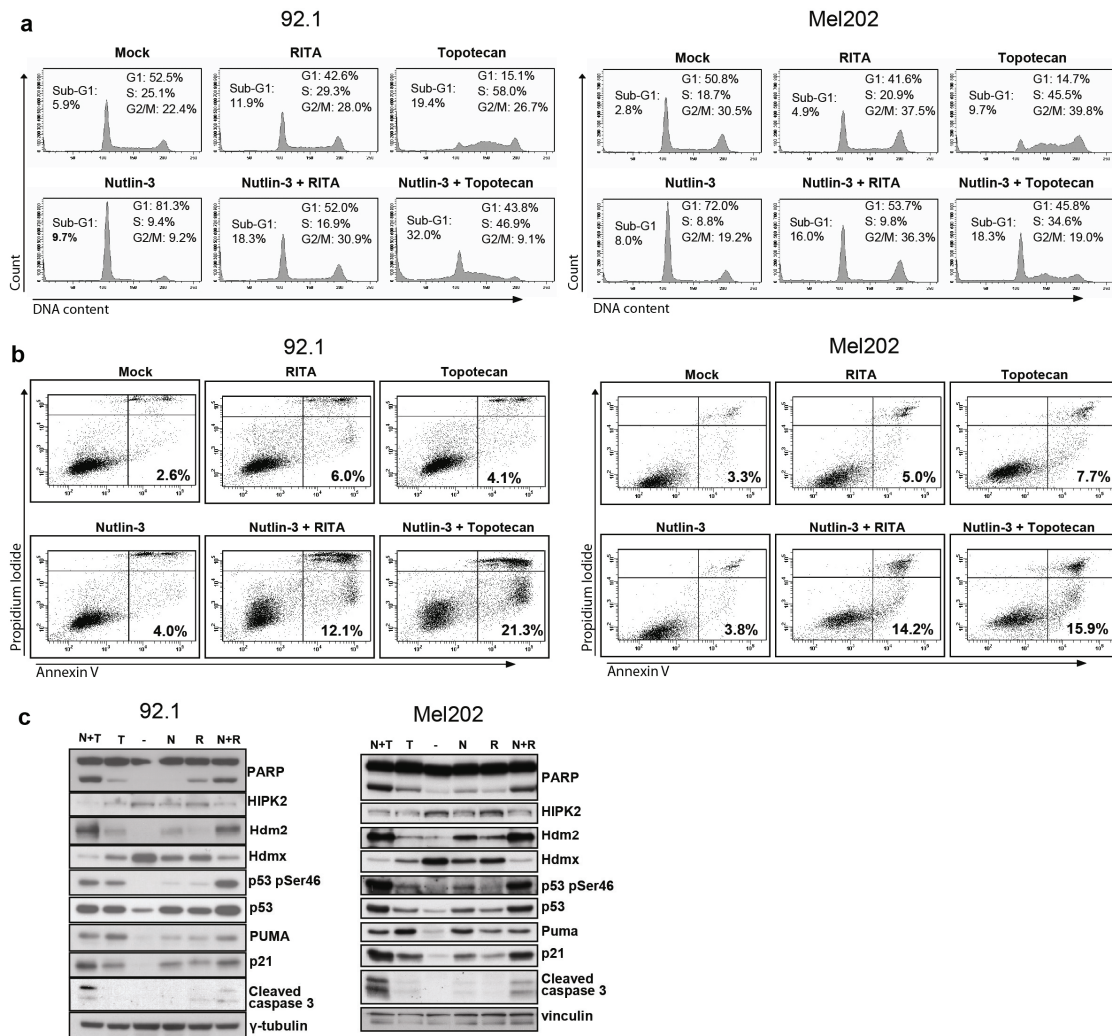 a
92.1
Mel202
Mock
RITA
Topotecan
Sub-G1:
5.9%
G1: 52.5%
S: 25.1%
G2/M: 22.4%
Sub-G1:
11.9%
G1: 42.6%
S: 29.3%
G2/M: 28.0%
Sub-G1:
19.4%
G1: 15.1%
S: 58.0%
G2/M: 26.7%
Nutlin-3
Nutlin-3 + RITA
Nutlin-3 + Topotecan
Sub-G1:
9.7%
G1: 81.3%
S: 9.4%
G2/M: 9.2%
Sub-G1:
18.3%
G1: 52.0%
S: 16.9%
G2/M: 30.9%
Sub-G1:
32.0%
G1: 43.8%
S: 46.9%
G2/M: 9.1%
Count
DNA content
Mock
RITA
Topotecan
Sub-G1:
2.8%
G1: 50.8%
S: 18.7%
G2/M: 30.5%
Sub-G1:
4.9%
G1: 41.6%
S: 20.9%
G2/M: 37.5%
Sub-G1:
9.7%
G1: 14.7%
S: 45.5%
G2/M: 39.8%
Nutlin-3
Nutlin-3 + RITA
Nutlin-3 + Topotecan
Sub-G1
8.0%
G1: 72.0%
S: 8.8%
G2/M: 19.2%
Sub-G1:
16.0%
G1: 53.7%
S: 9.8%
G2/M: 36.3%
Sub-G1:
18.3%
G1: 45.8%
S: 34.6%
G2/M: 19.0%
Count
DNA content
b
92.1
Mel202
Mock
RITA
Topotecan
2.6%
6.0%
4.1%
Nutlin-3
Nutlin-3 + RITA
Nutlin-3 + Topotecan
4.0%
12.1%
21.3%
Propidium Iodide
Annexin V
Mock
RITA
Topotecan
3.3%
5.0%
7.7%
Nutlin-3
Nutlin-3 + RITA
Nutlin-3 + Topotecan
3.8%
14.2%
15.9%
Propidium Iodide
Annexin V
c
92.1
N+T T - N R N+R
PARP
HIPK2
Hdm2
Hdmx
p53 pSer46
p53
PUMA
p21
Cleaved
caspase 3
γ-tubulin
Mel202
N+T T - N R N+R
PARP
HIPK2
Hdm2
Hdmx
p53 pSer46
p53
Puma
p21
Cleaved
caspase 3
vinculin